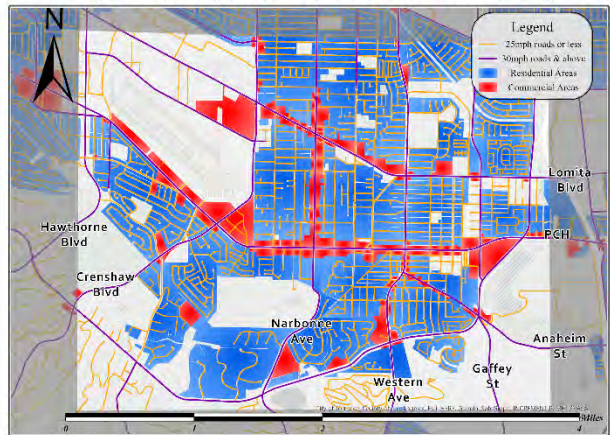 N
Legend
25mph roads or less
30mph roads & above
Residential Areas
Commercial Areas
Lomita
Blvd
Hawthorne
Blvd
PCH
Crenshaw
Blvd
Narbonne
Ave
Anaheim
St
Western
Ave
Gaffey
St
0 1 2 3 4
Miles